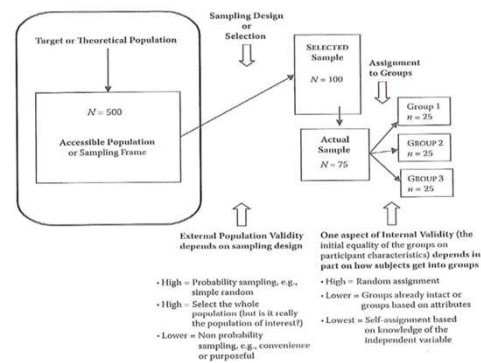 Target or Theoretical Population
N = 500
Accessible Population
or Sampling Frame
Sampling Design
or
Selection
SELECTED
Sample
N = 100
Actual
Sample
N = 75
Assignment
to Groups
GROUP 1
n = 25
GROUP 2
n = 25
GROUP 3
n = 25
External Population Validity
depends on sampling design
• High = Probability sampling, e.g.,
simple random
• High = Select the whole
population (but is it really
the population of interest?)
• Lower = Non probability
sampling, e.g., convenience
or purposeful
One aspect of Internal Validity (the
initial equality of the groups on
participant characteristics) depends in
part on how subjects get into groups
• High = Random assignment
• Lower = Groups already intact or
groups based on attributes
• Lowest = Self-assignment based
on knowledge of the
independent variable